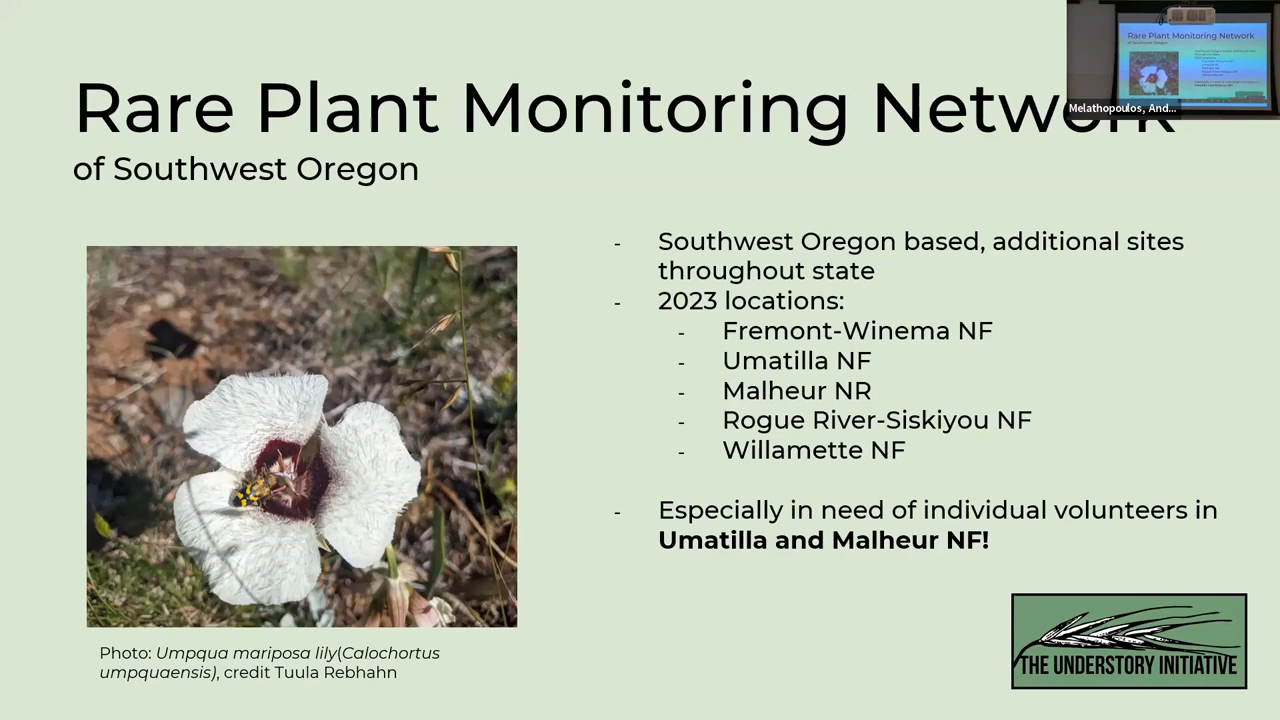 Rare Plant Monitoring Network
of Southwest Oregon
Melathopoulos, And...
Rare Plant Monitoring Network
- Southwest Oregon based, additional sites
throughout state
- 2023 locations:
- Fremont-Winema NF
- Umatilla NF
- Malheur NR
- Rogue River-Siskiyou NF
- Willamette NF
- Especially in need of individual volunteers in
Umatilla and Malheur NF!
Photo: Umpqua mariposa lily(Calochortus
umpquaensis), credit Tuula Rebhahn
THE UNDERSTORY INITIATIVE